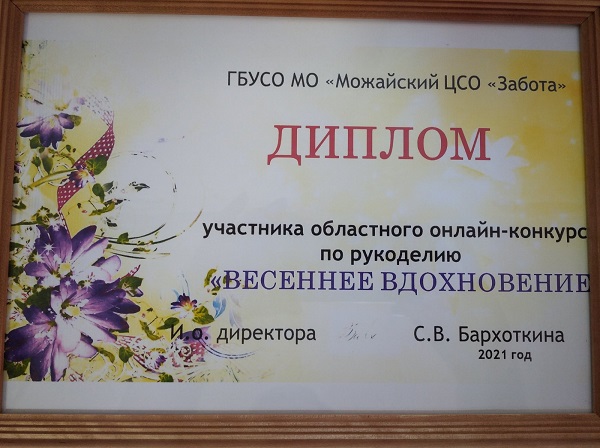 ГБУСО МО «Можайский ЦСО «Забота»
ДИПЛОМ
участника областного онлайн-конкурс
по рукоделию
«ВЕСЕННЕЕ ВДОХНОВЕНИЕ
И.о. директора С.В. Бархоткина
2021 год